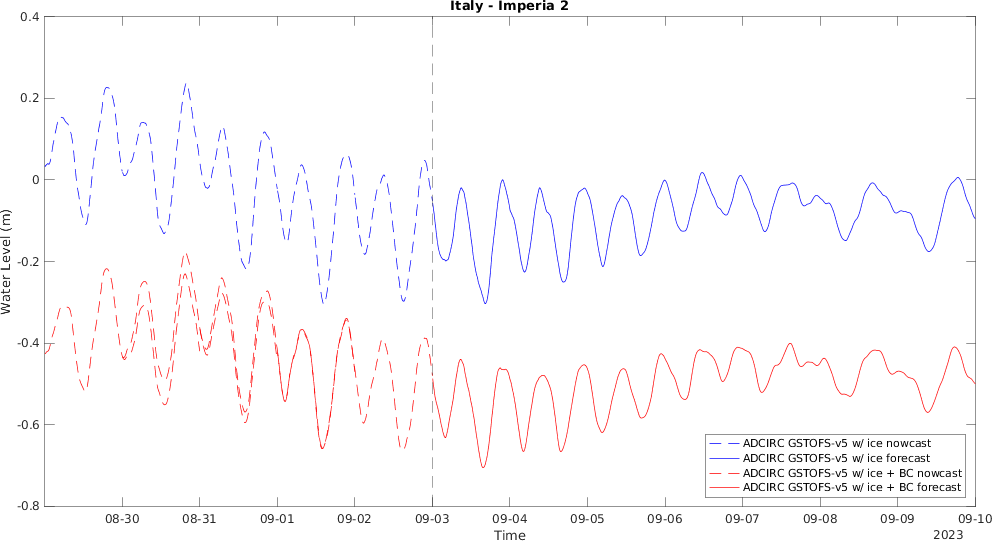 Italy - Imperia 2
Water Level (m)
0.4
0.2
0
-0.2
-0.4
-0.6
-0.8
ADCIRC GSTOFS-v5 w/ ice nowcast
ADCIRC GSTOFS-v5 w/ ice forecast
ADCIRC GSTOFS-v5 w/ ice + BC nowcast
ADCIRC GSTOFS-v5 w/ ice + BC forecast
08-30 08-31 09-01 09-02 09-03 09-04 09-05 09-06 09-07 09-08 09-09 09-10
Time
2023